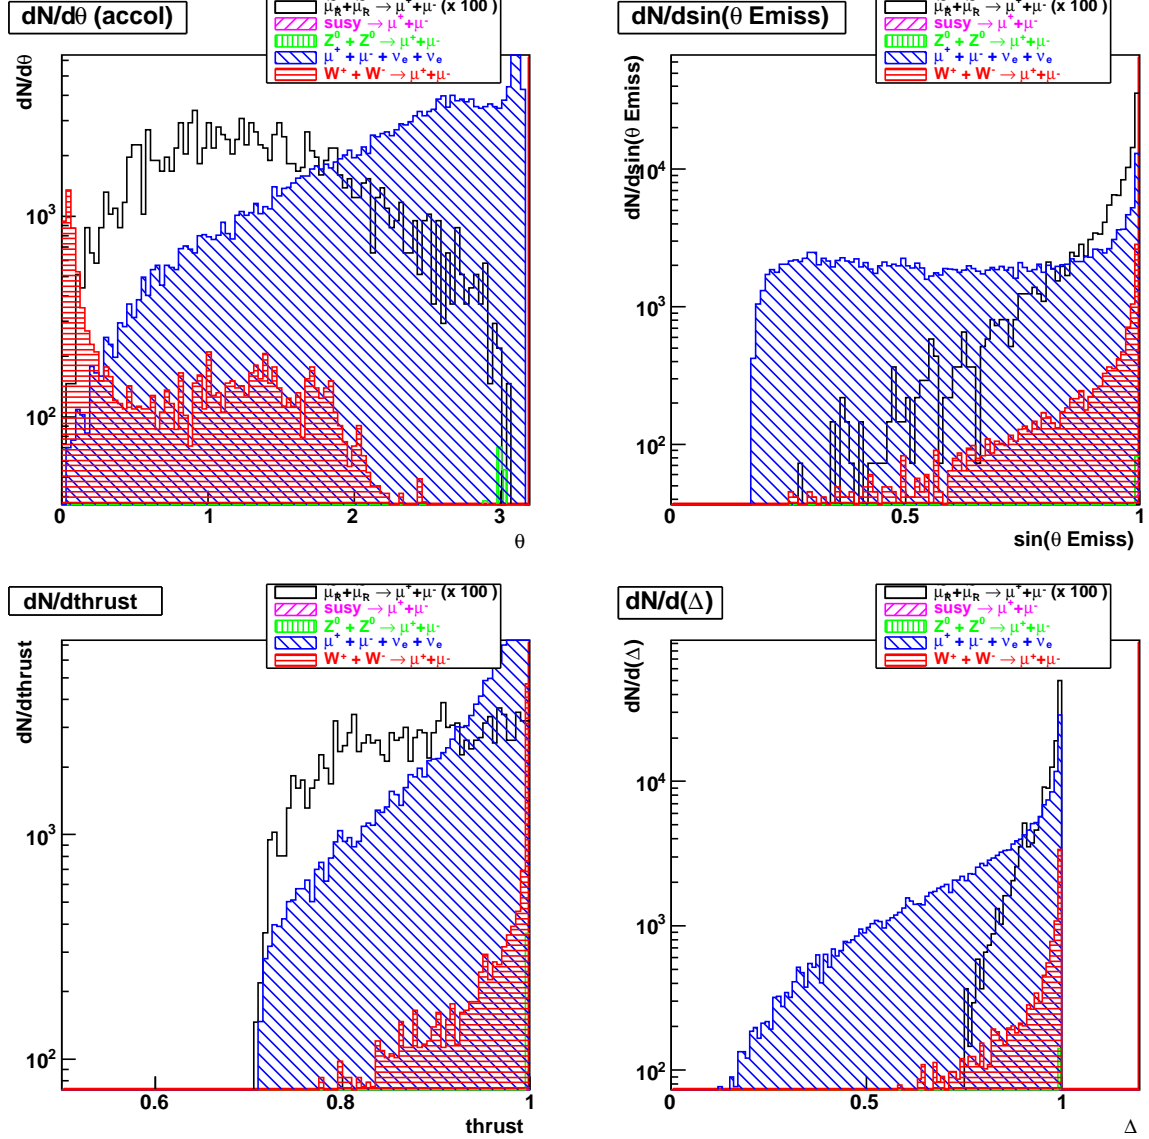 dN/dθ (accol)
μ̃R+μ̃R → μ⁺+μ⁻ (x 100 )
susy → μ⁺+μ⁻
Z⁰ + Z⁰ → μ⁺+μ⁻
μ⁺ + μ⁻ + νe + νe
W⁺ + W⁻ → μ⁺+μ⁻
dN/dθ
10³
10²
0 1 2 3
θ
dN/dsin(θ Emiss)
μ̃R+μ̃R → μ⁺+μ⁻ (x 100 )
susy → μ⁺+μ⁻
Z⁰ + Z⁰ → μ⁺+μ⁻
μ⁺ + μ⁻ + νe + νe
W⁺ + W⁻ → μ⁺+μ⁻
dN/dsin(θ Emiss)
10⁴
10³
10²
0 0.5 1
sin(θ Emiss)
dN/dthrust
μ̃R+μ̃R → μ⁺+μ⁻ (x 100 )
susy → μ⁺+μ⁻
Z⁰ + Z⁰ → μ⁺+μ⁻
μ⁺ + μ⁻ + νe + νe
W⁺ + W⁻ → μ⁺+μ⁻
dN/dthrust
10³
10²
0.6 0.8 1
thrust
dN/d(Δ)
μ̃R+μ̃R → μ⁺+μ⁻ (x 100 )
susy → μ⁺+μ⁻
Z⁰ + Z⁰ → μ⁺+μ⁻
μ⁺ + μ⁻ + νe + νe
W⁺ + W⁻ → μ⁺+μ⁻
dN/d(Δ)
10⁴
10³
10²
0 0.5 1
Δ